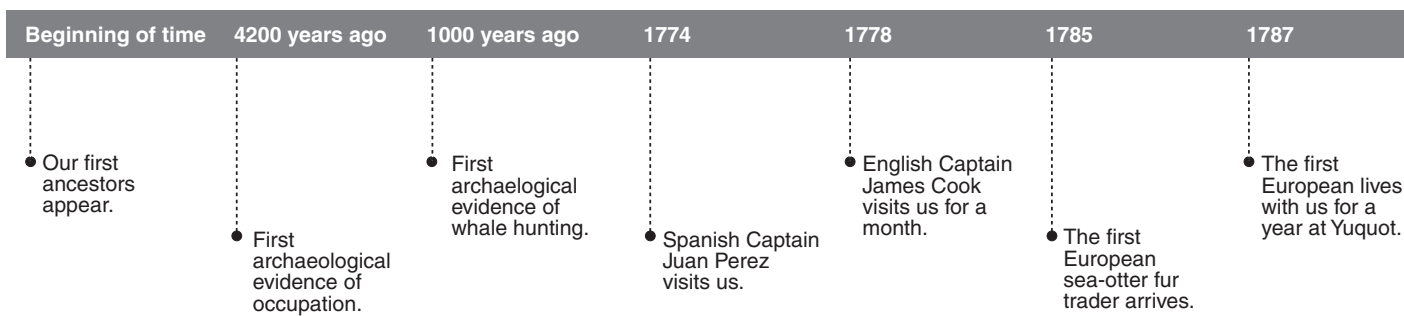 Beginning of time 4200 years ago 1000 years ago 1774 1778 1785 1787
Our first
ancestors
appear.
First
archaeological
evidence of
occupation.
First
archaelogical
evidence of
whale hunting.
Spanish Captain
Juan Perez
visits us.
English Captain
James Cook
visits us for a
month.
The first
European
sea-otter fur
trader arrives.
The first
European lives
with us for a
year at Yuquot.